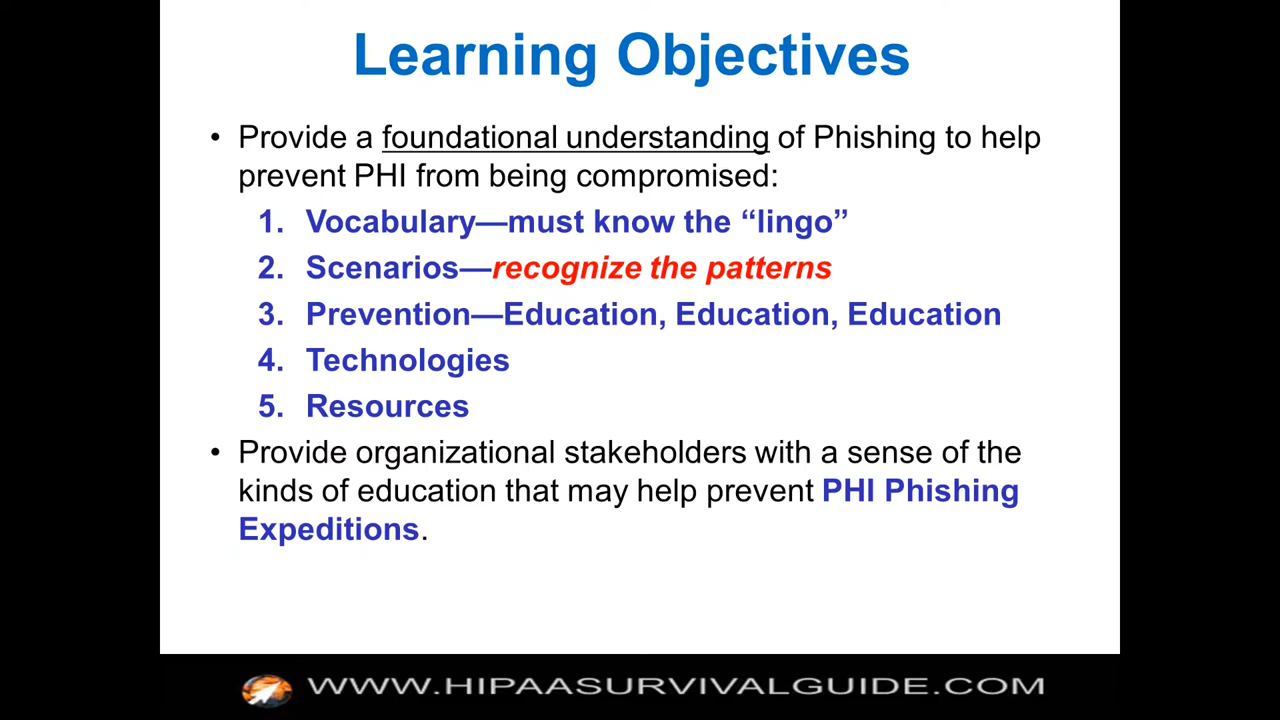 Learning Objectives
• Provide a foundational understanding of Phishing to help
prevent PHI from being compromised:
1. Vocabulary—must know the “lingo”
2. Scenarios—recognize the patterns
3. Prevention—Education, Education, Education
4. Technologies
5. Resources
• Provide organizational stakeholders with a sense of the
kinds of education that may help prevent PHI Phishing
Expeditions.
WWW.HIPAASURVIVALGUIDE.COM